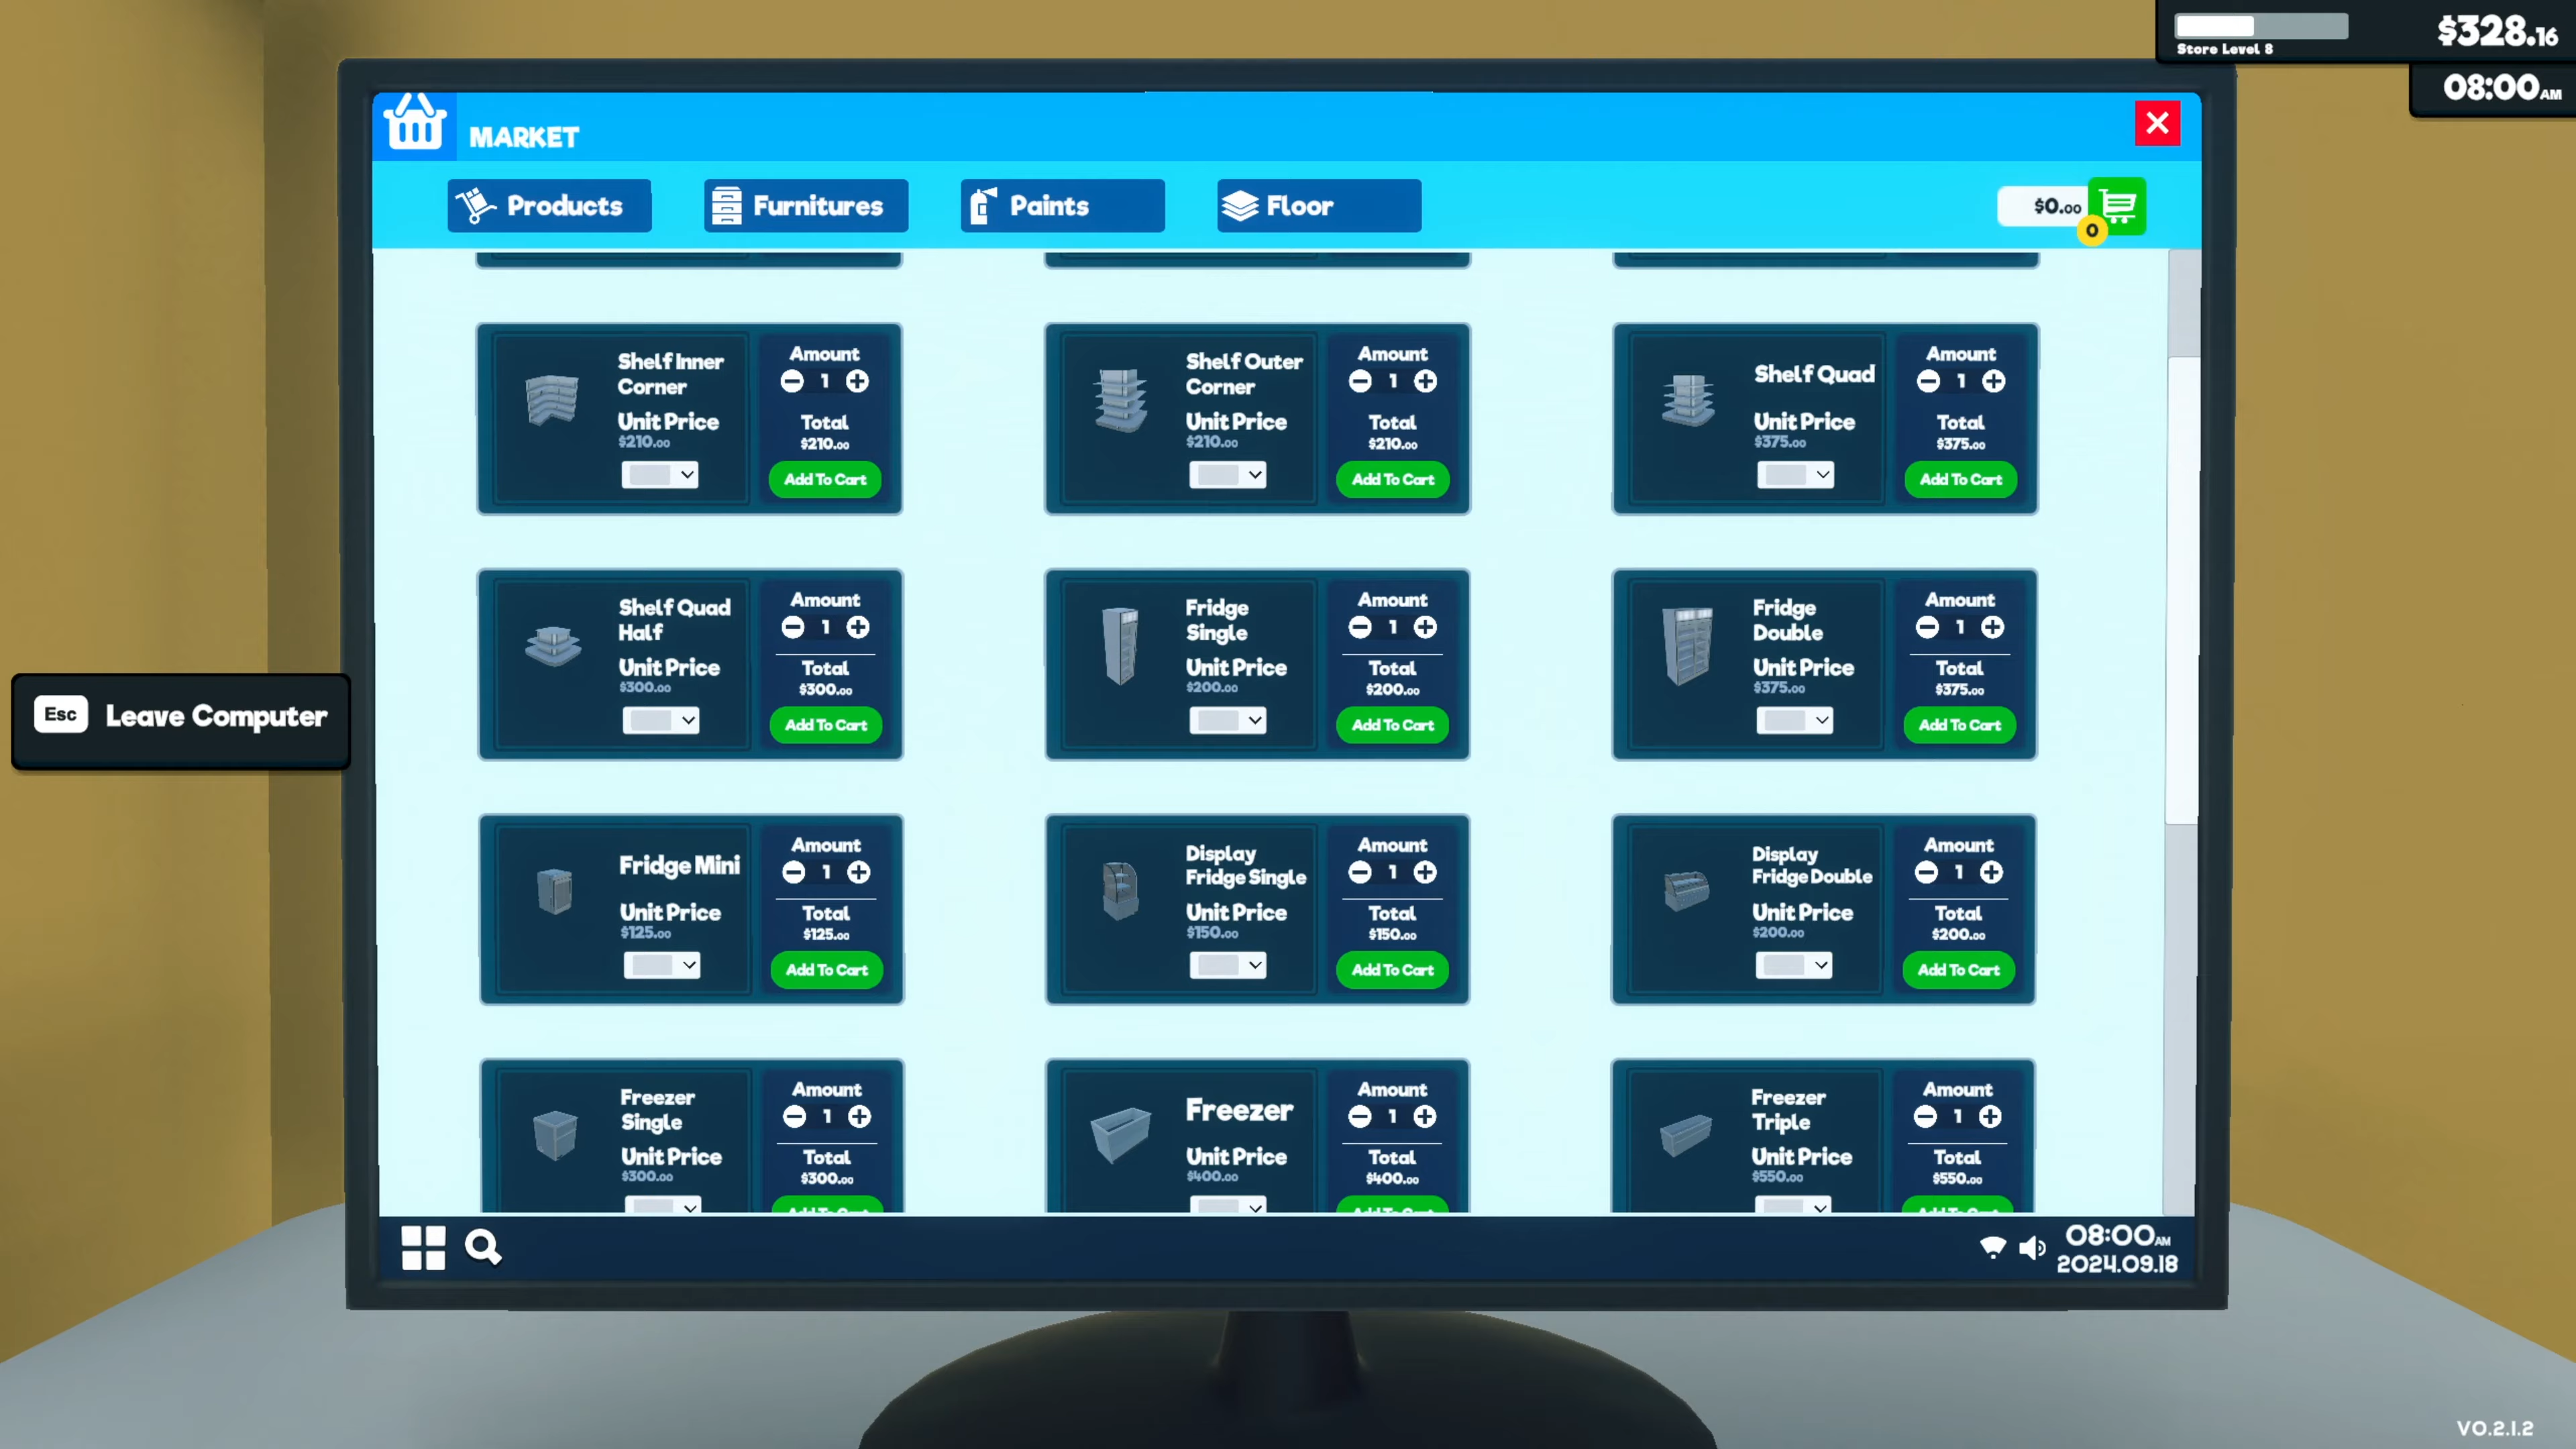 Store Level 8
$328.16
08:00AM
MARKET
Products
Furnitures
Paints
Floor
$0.00
0
Shelf Inner
Corner
Unit Price
$210.00
Amount
1
Total
$210.00
Add To Cart
Shelf Outer
Corner
Unit Price
$210.00
Amount
1
Total
$210.00
Add To Cart
Shelf Quad
Unit Price
$375.00
Amount
1
Total
$375.00
Add To Cart
Shelf Quad
Half
Unit Price
$300.00
Amount
1
Total
$300.00
Add To Cart
Fridge
Single
Unit Price
$200.00
Amount
1
Total
$200.00
Add To Cart
Fridge
Double
Unit Price
$375.00
Amount
1
Total
$375.00
Add To Cart
Esc Leave Computer
Fridge Mini
Unit Price
$125.00
Amount
1
Total
$125.00
Add To Cart
Display
Fridge Single
Unit Price
$150.00
Amount
1
Total
$150.00
Add To Cart
Display
Fridge Double
Unit Price
$200.00
Amount
1
Total
$200.00
Add To Cart
Freezer
Single
Unit Price
$300.00
Amount
1
Total
$300.00
Add To Cart
Freezer
Unit Price
$400.00
Amount
1
Total
$400.00
Add To Cart
Freezer
Triple
Unit Price
$550.00
Amount
1
Total
$550.00
Add To Cart
08:00AM
2024.09.18
V0.2.1.2